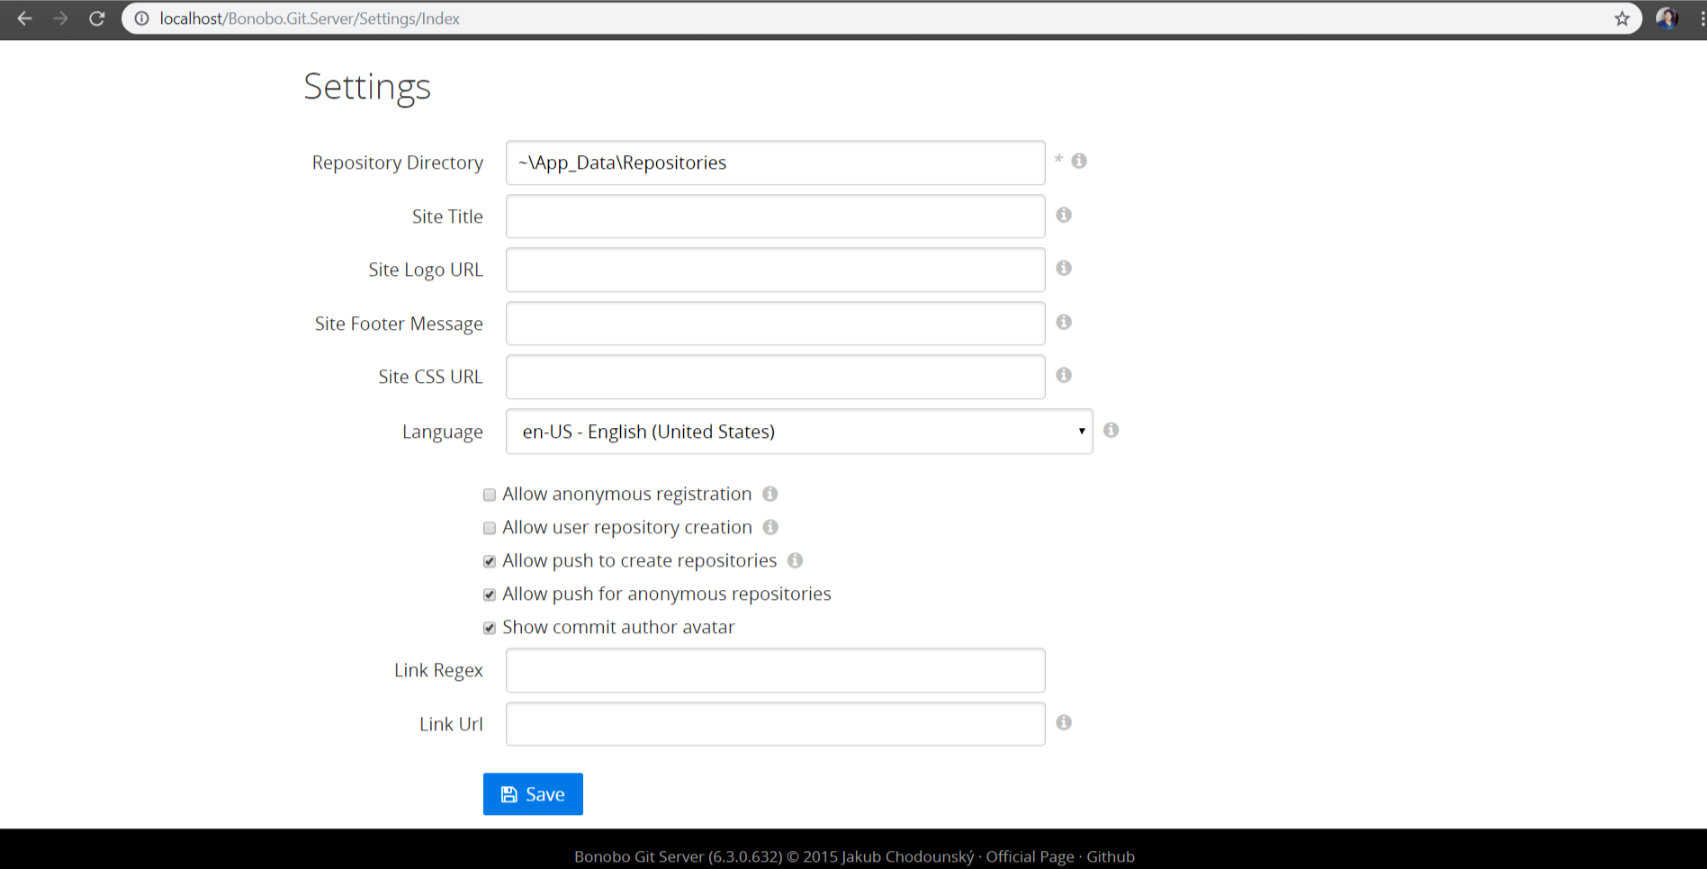 localhost/Bonobo.Git.Server/Settings/Index
Settings
Repository Directory ~\App_Data\Repositories *
Site Title
Site Logo URL
Site Footer Message
Site CSS URL
Language en-US - English (United States)
Allow anonymous registration
Allow user repository creation
Allow push to create repositories
Allow push for anonymous repositories
Show commit author avatar
Link Regex
Link Url
Save
Bonobo Git Server (6.3.0.632) © 2015 Jakub Chodounský · Official Page · Github